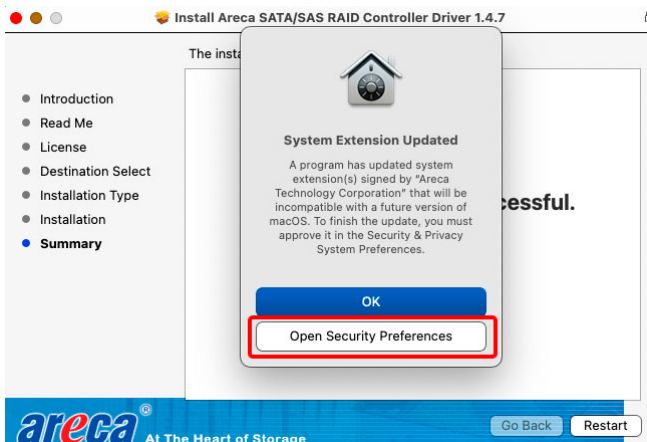 Install Areca SATA/SAS RAID Controller Driver 1.4.7
The insta
Introduction
Read Me
License
Destination Select
Installation Type
Installation
Summary
System Extension Updated
A program has updated system
extension(s) signed by "Areca
Technology Corporation" that will be
incompatible with a future version of
macOS. To finish the update, you must
approve it in the Security & Privacy
System Preferences.
cessful.
OK
Open Security Preferences
areca®
At The Heart of Storage
Go Back
Restart